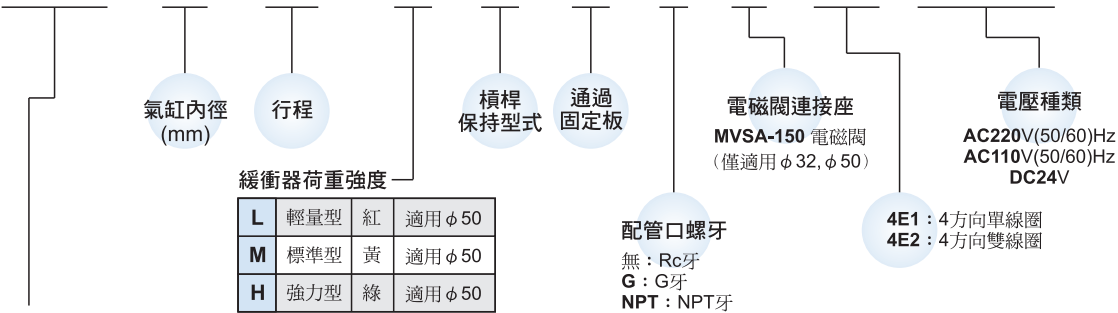 氣缸內徑
(mm)
行程
槓桿
保持型式
通過
固定板
電磁閥連接座
MVSA-150 電磁閥
(僅適用φ32,φ50)
電壓種類
AC220V(50/60)Hz
AC110V(50/60)Hz
DC24V
緩衝器荷重強度
L 輕量型 紅 適用φ50
M 標準型 黃 適用φ50
H 強力型 綠 適用φ50
配管口螺牙
無：Rc牙
G：G牙
NPT：NPT牙
4E1：4方向單線圈
4E2：4方向雙線圈